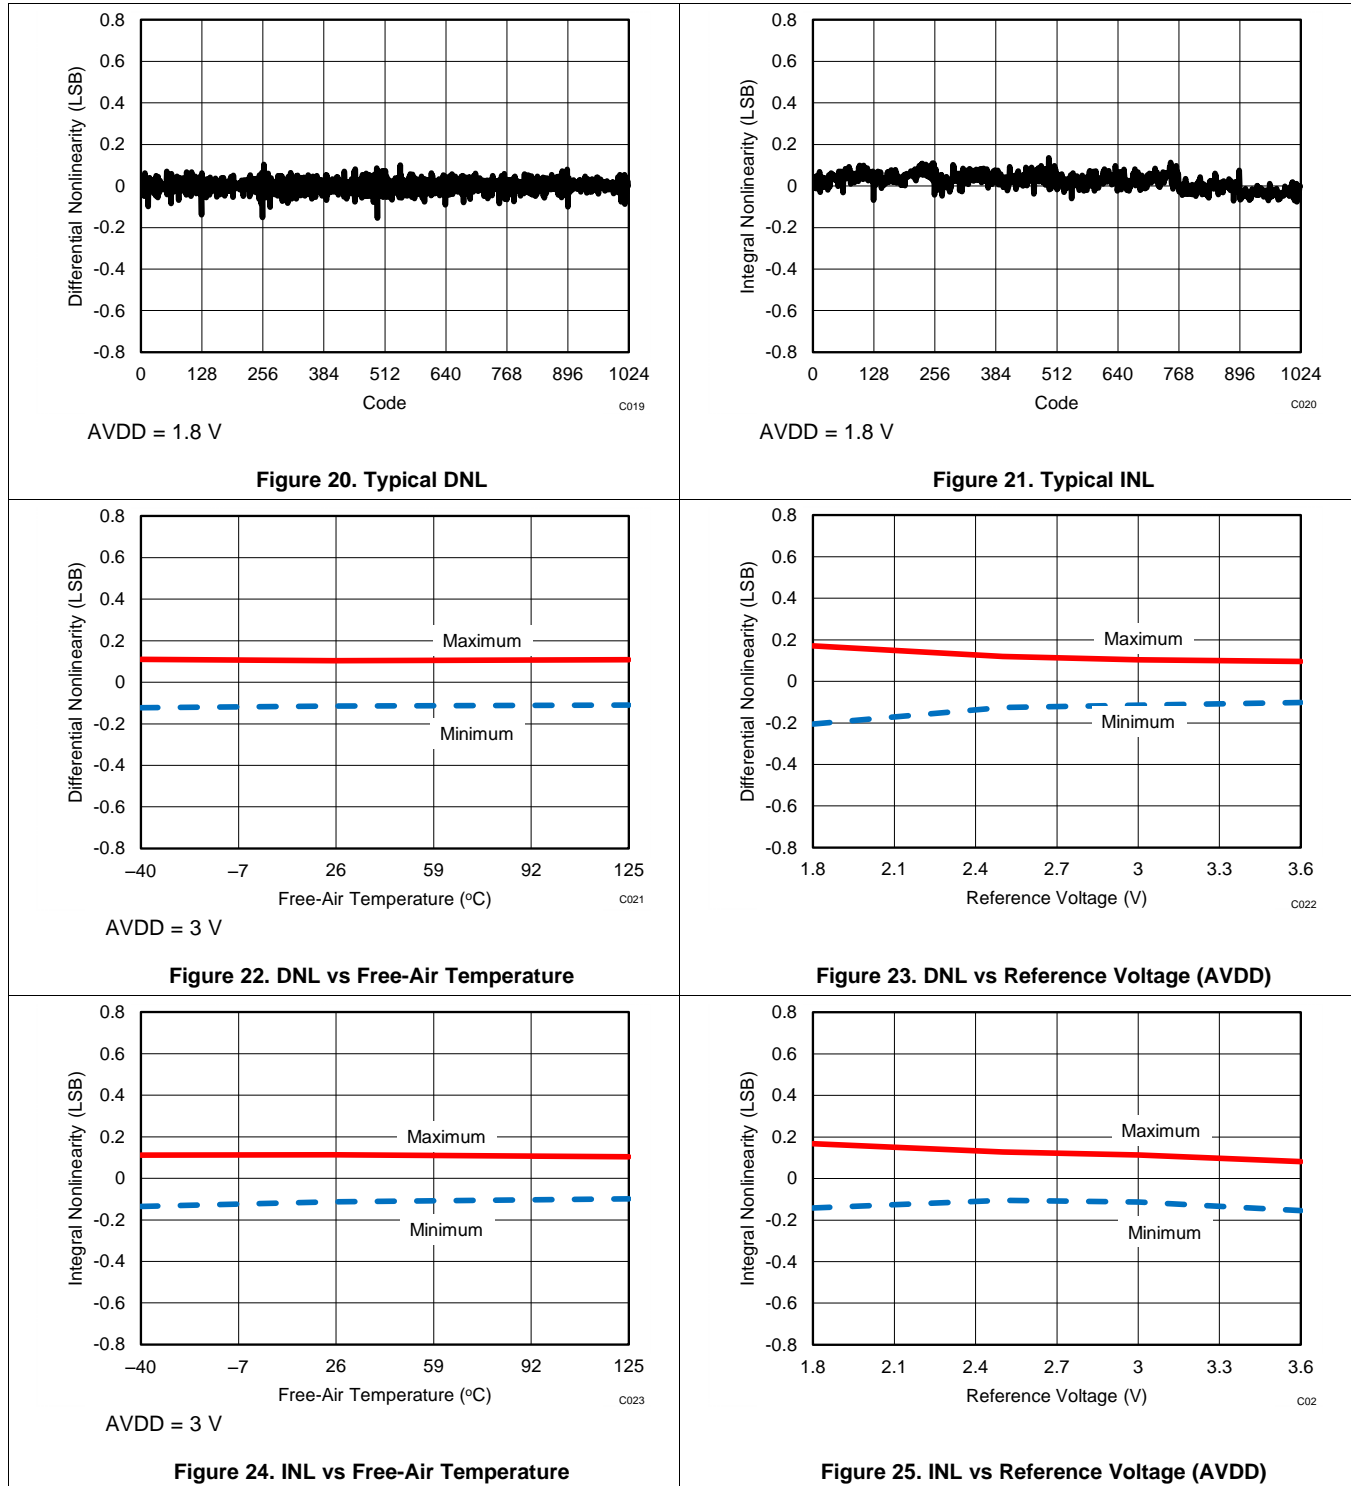 0.8
0.6
0.4
0.2
0
-0.2
-0.4
-0.6
-0.8
Differential Nonlinearity (LSB)
0 128 256 384 512 640 768 896 1024
Code
C019
AVDD = 1.8 V
Figure 20. Typical DNL
0.8
0.6
0.4
0.2
0
-0.2
-0.4
-0.6
-0.8
Integral Nonlinearity (LSB)
0 128 256 384 512 640 768 896 1024
Code
C020
AVDD = 1.8 V
Figure 21. Typical INL
0.8
0.6
0.4
0.2
0
-0.2
-0.4
-0.6
-0.8
Differential Nonlinearity (LSB)
Maximum
Minimum
–40 –7 26 59 92 125
Free-Air Temperature (ºC)
C021
AVDD = 3 V
Figure 22. DNL vs Free-Air Temperature
0.8
0.6
0.4
0.2
0
-0.2
-0.4
-0.6
-0.8
Differential Nonlinearity (LSB)
Maximum
Minimum
1.8 2.1 2.4 2.7 3 3.3 3.6
Reference Voltage (V)
C022
Figure 23. DNL vs Reference Voltage (AVDD)
0.8
0.6
0.4
0.2
0
-0.2
-0.4
-0.6
-0.8
Integral Nonlinearity (LSB)
Maximum
Minimum
–40 –7 26 59 92 125
Free-Air Temperature (ºC)
C023
AVDD = 3 V
Figure 24. INL vs Free-Air Temperature
0.8
0.6
0.4
0.2
0
-0.2
-0.4
-0.6
-0.8
Integral Nonlinearity (LSB)
Maximum
Minimum
1.8 2.1 2.4 2.7 3 3.3 3.6
Reference Voltage (V)
C02
Figure 25. INL vs Reference Voltage (AVDD)